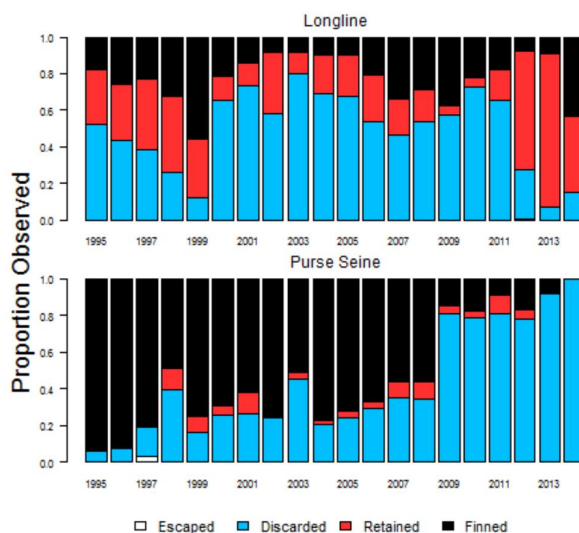 Longline
1.0
0.8
0.6
0.4
0.2
0.0
1995 1997 1999 2001 2003 2005 2007 2009 2011 2013
Proportion Observed
Purse Seine
1.0
0.8
0.6
0.4
0.2
0.0
1995 1997 1999 2001 2003 2005 2007 2009 2011 2013
Escaped Discarded Retained Finned